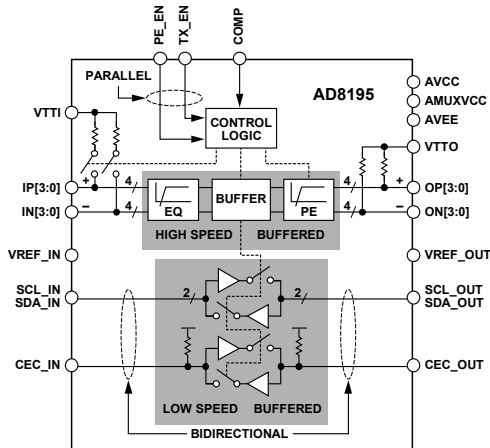 PE_EN
TX_EN
COMP
PARALLEL
AD8195
AVCC
AMUXVCC
AVEE
VTTI
CONTROL
LOGIC
VTTO
IP[3:0]
+
4
4
+
OP[3:0]
EQ
BUFFER
PE
IN[3:0]
−
4
4
−
ON[3:0]
HIGH SPEED
BUFFERED
VREF_IN
VREF_OUT
SCL_IN
SDA_IN
2
2
SCL_OUT
SDA_OUT
CEC_IN
CEC_OUT
LOW SPEED
BUFFERED
BIDIRECTIONAL